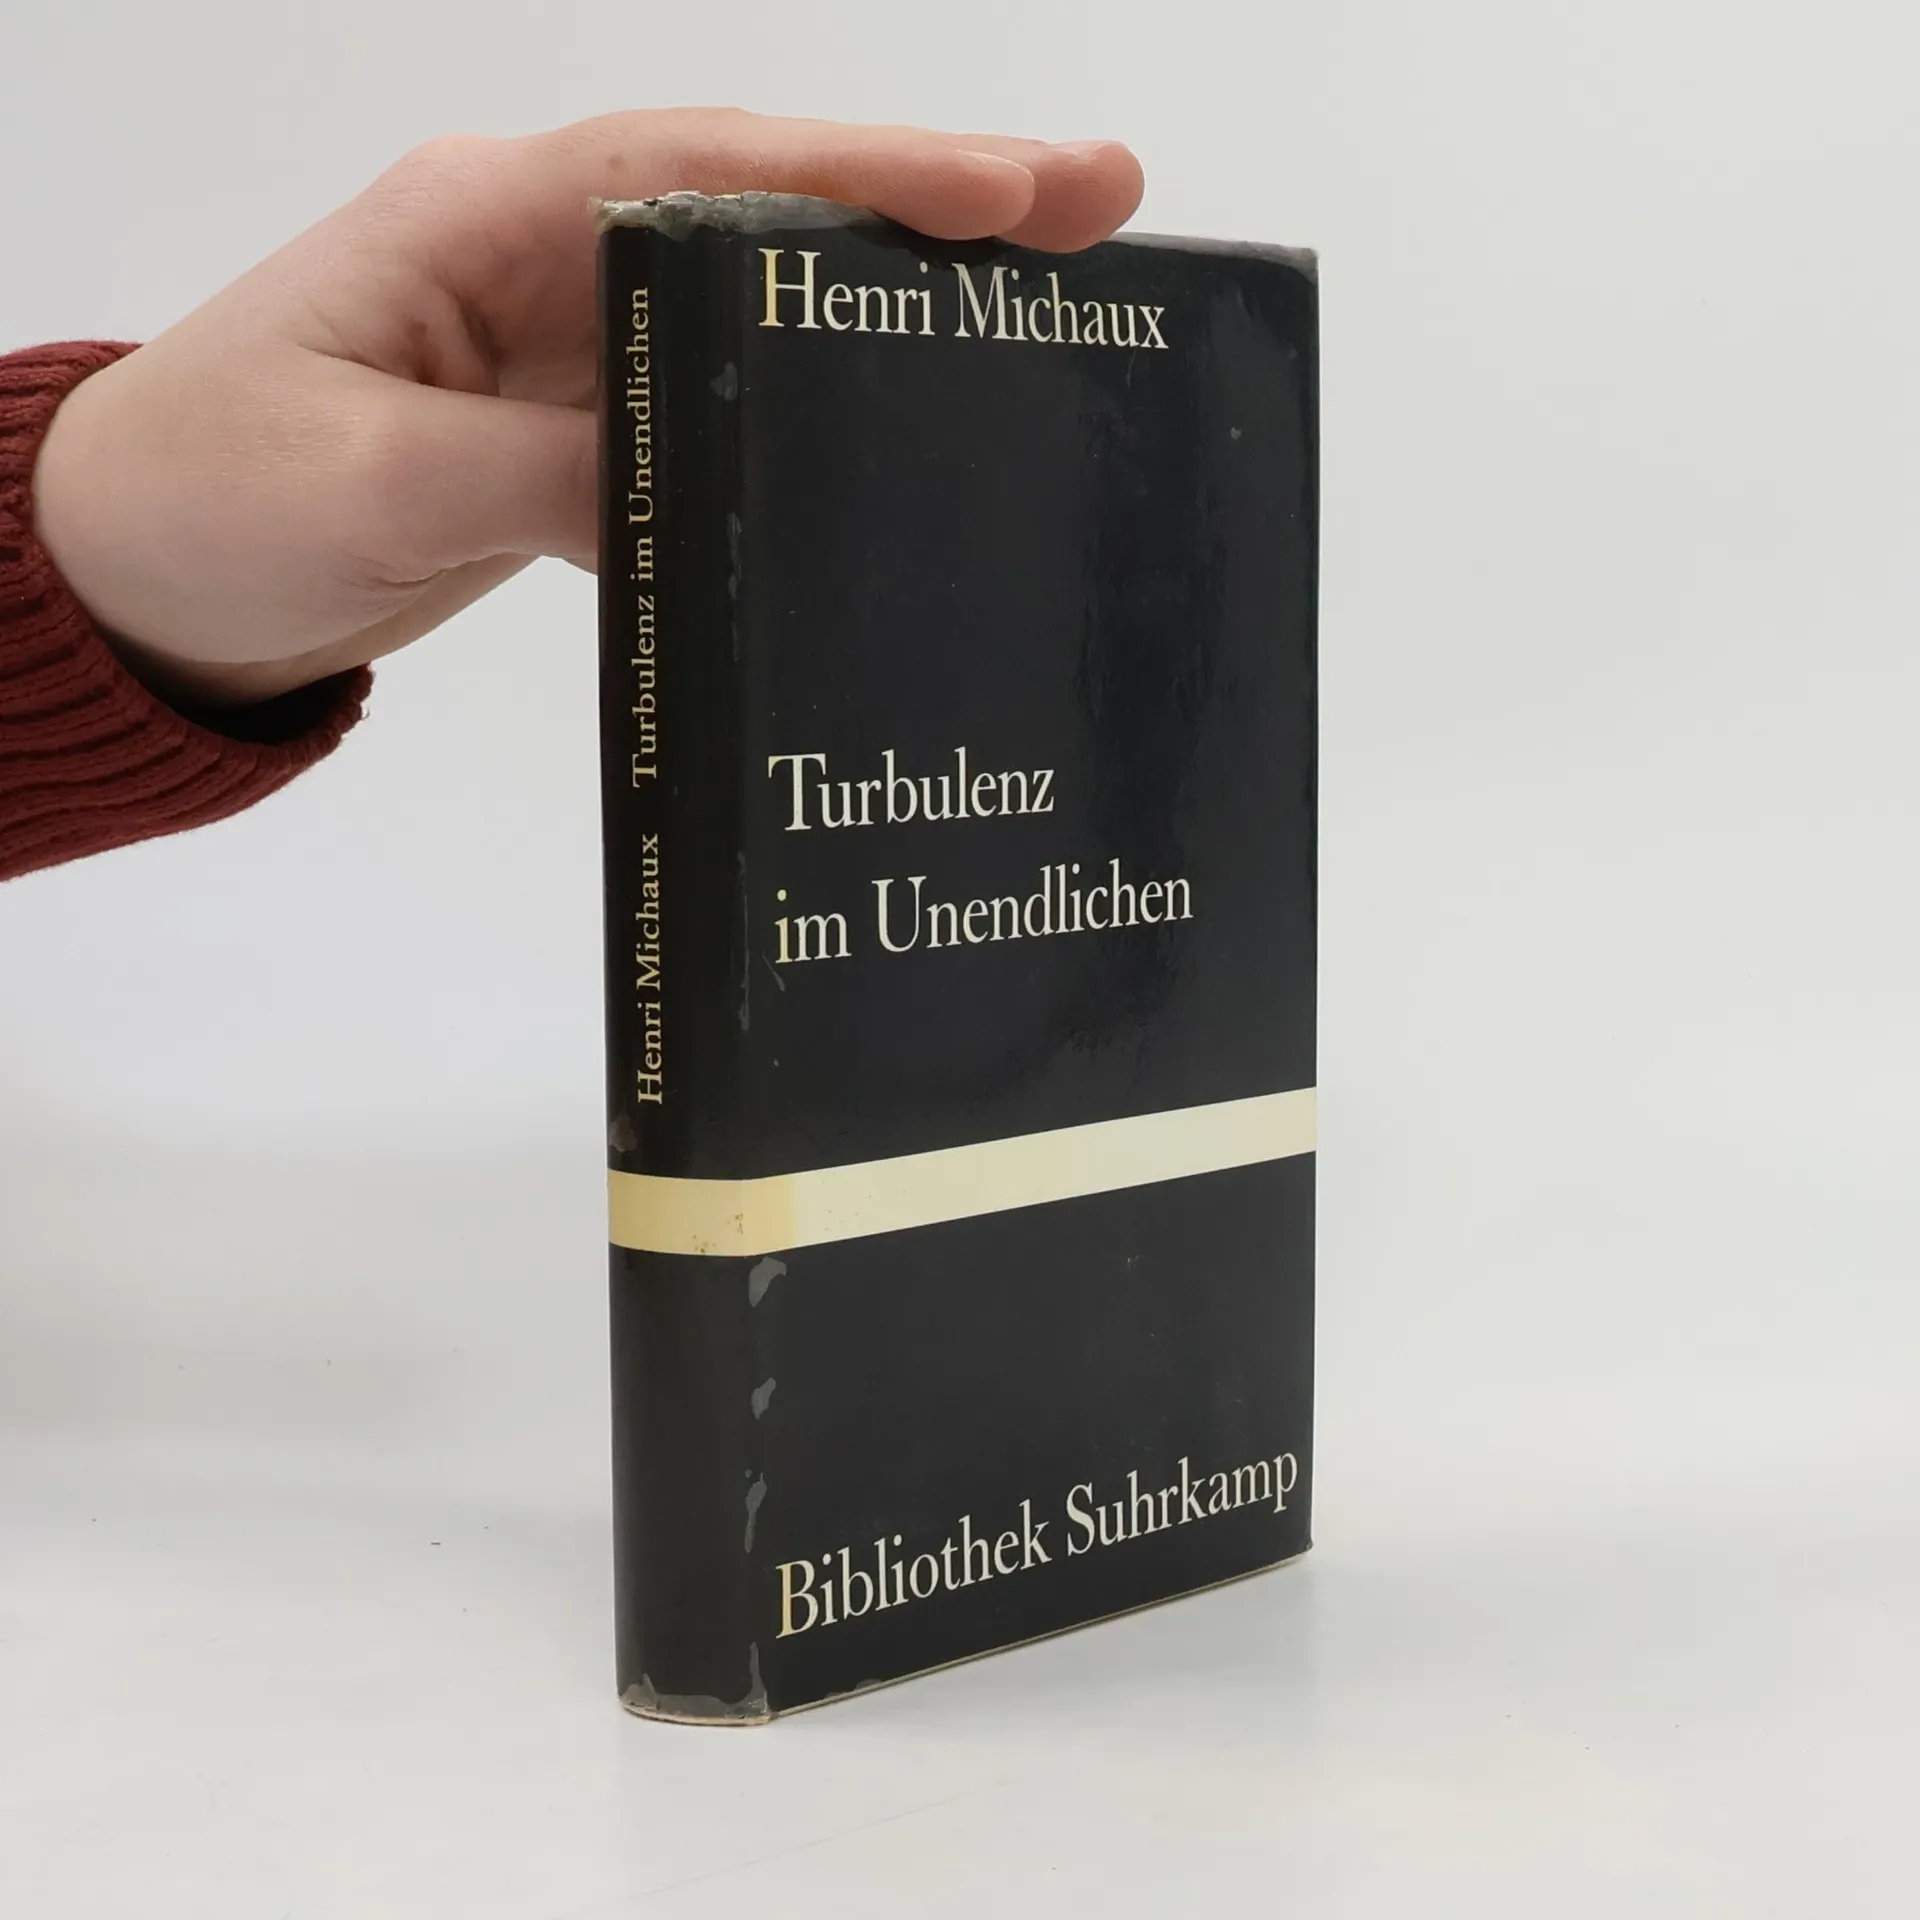 Henri Michaux   Turbulenz im Unendlichen
Henri Michaux
Turbulenz
im Unendlichen
Bibliothek Suhrkamp